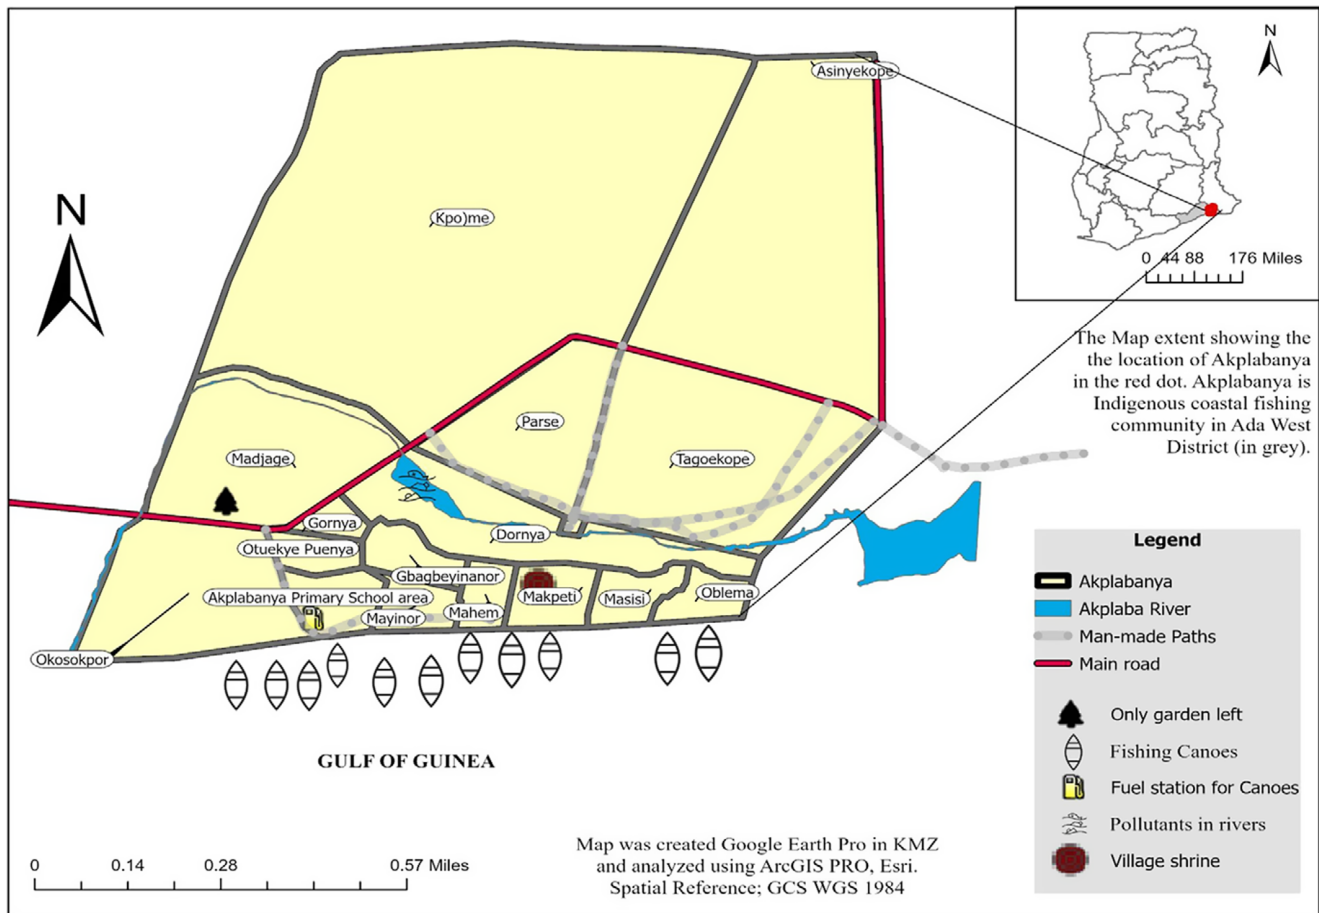 Asinyekope
N
0 44 88 176 Miles
Kpo)me
N
The Map extent showing the
the location of Akplabanya
in the red dot. Akplabanya is
Indigenous coastal fishing
community in Ada West
District (in grey).
Parse
Madjage
Tagoekope
Gornya
Dornya
Otuekye Puenya
Gbagbeyinanor
Akplabanya Primary School area
Makpeti
Masisi
Oblema
Mayinor
Mahem
Okosokpor
GULF OF GUINEA
Legend
Akplabanya
Akplaba River
Man-made Paths
Main road
Only garden left
Fishing Canoes
Fuel station for Canoes
Pollutants in rivers
Village shrine
0 0.14 0.28 0.57 Miles
Map was created Google Earth Pro in KMZ
and analyzed using ArcGIS PRO, Esri.
Spatial Reference; GCS WGS 1984